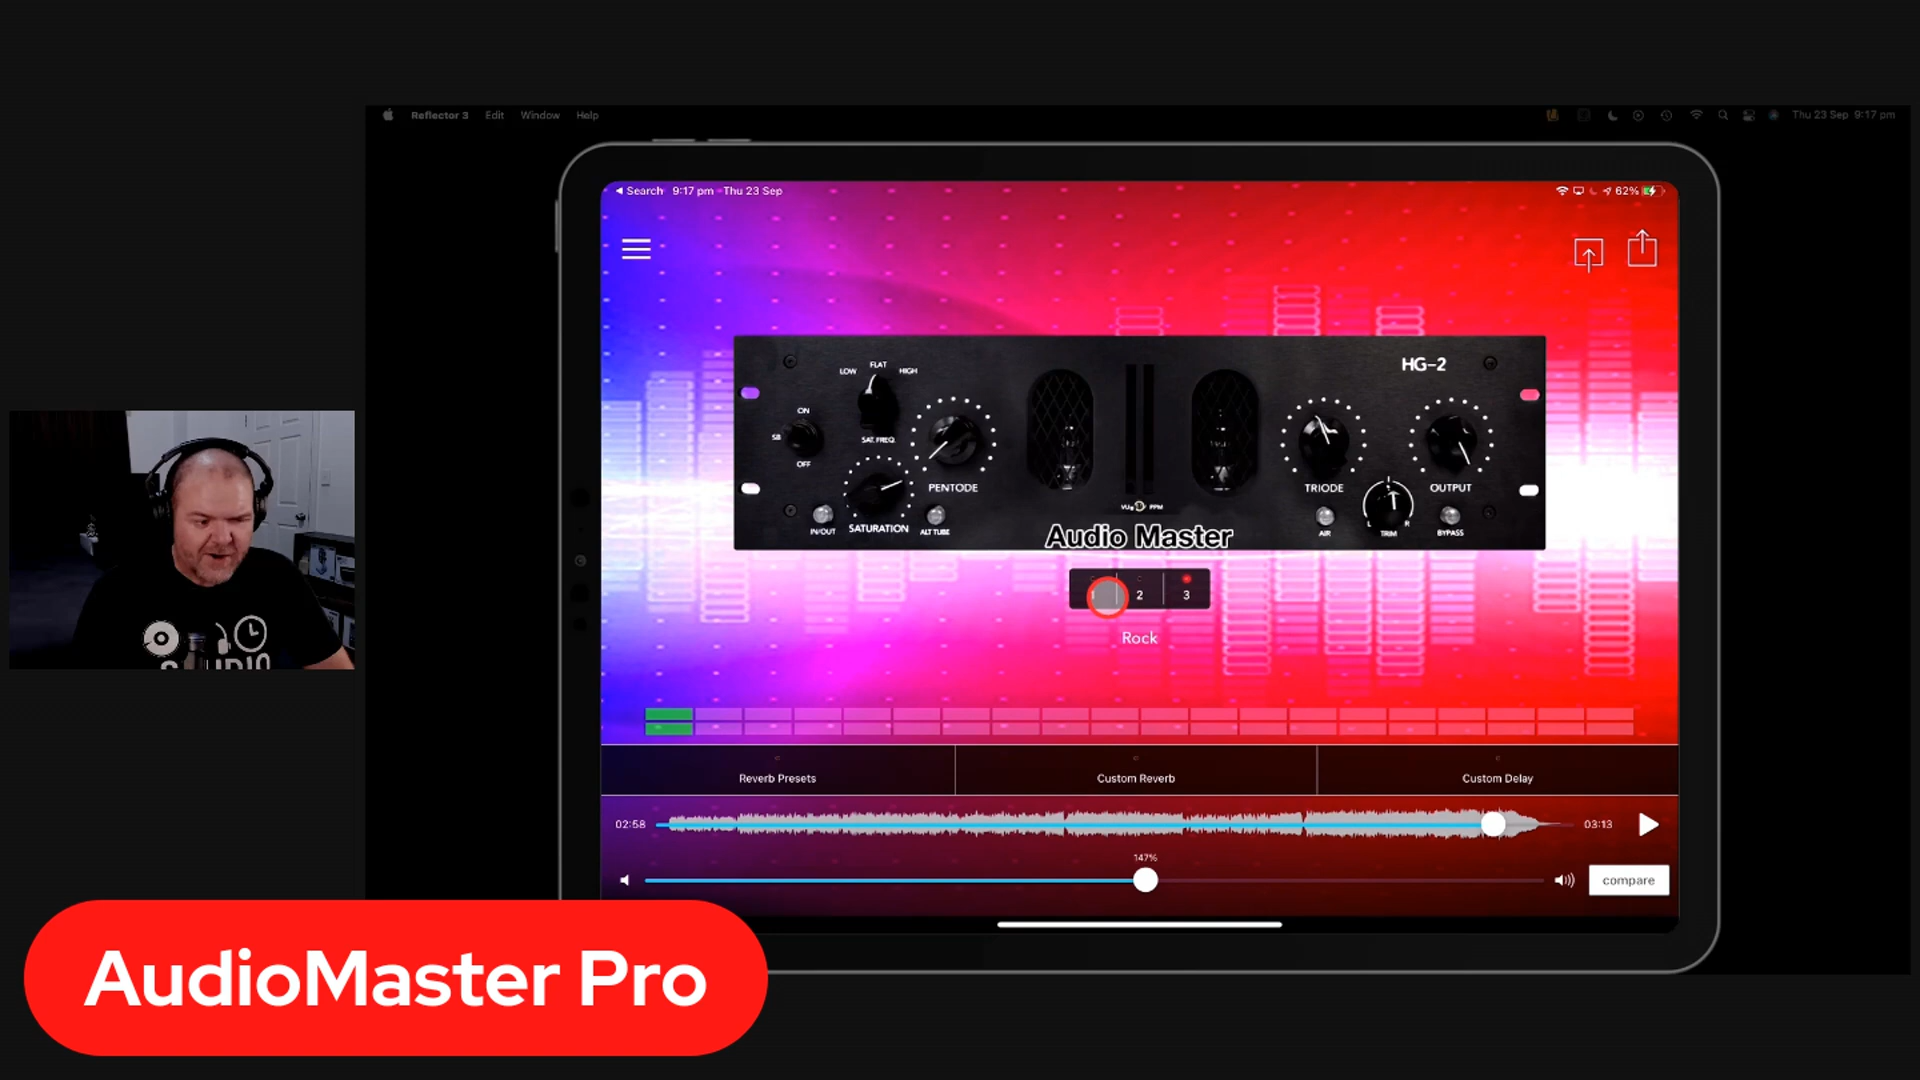 Reflector 3 Edit Window Help
Thu 23 Sep 9:17 pm
Search 9:17 pm Thu 23 Sep
62%
HG-2
LOW FLAT HIGH
ON
SB
OFF
SAT. FREQ.
PENTODE
TRIODE
OUTPUT
VU PPM
IN/OUT
SATURATION
ALT TUBE
Audio Master
AIR
L R
TRIM
BYPASS
2 3
Rock
Reverb Presets
Custom Reverb
Custom Delay
02:58
03:13
147%
compare
AudioMaster Pro